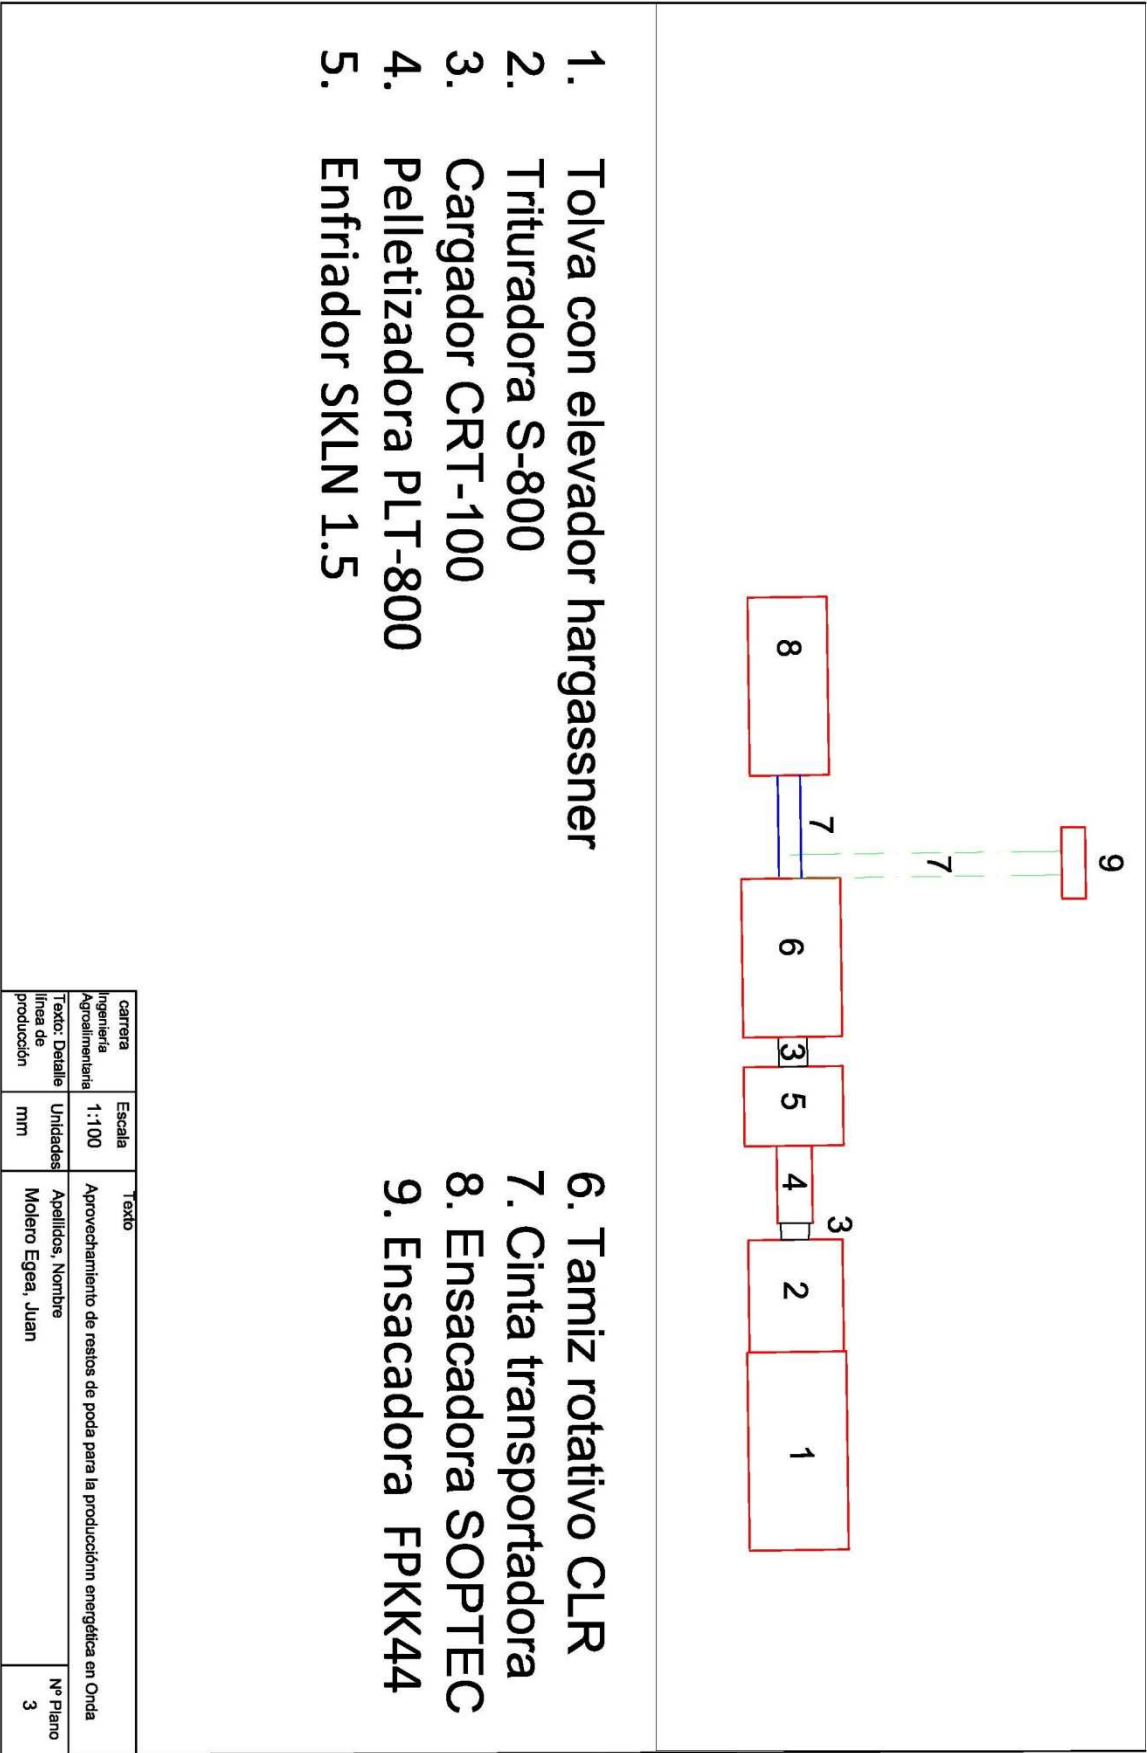 9
7
7
8
6
3
5
4
3
2
1
1. Tolva con elevador hargassner
2. Trituradora S-800
3. Cargador CRT-100
4. Pelletizadora PLT-800
5. Enfriador SKLN 1.5
6. Tamiz rotativo CLR
7. Cinta transportadora
8. Ensacadora SOPTEC
9. Ensacadora FPKK44
carrera
Ingeniería
Agroalimentaria
Escala
1:100
Texto
Aprovechamiento de restos de poda para la producciónn energética en Onda
Texto: Detalle
línea de
producción
Unidades
mm
Apellidos, Nombre
Molero Egea, Juan
Nº Plano
3